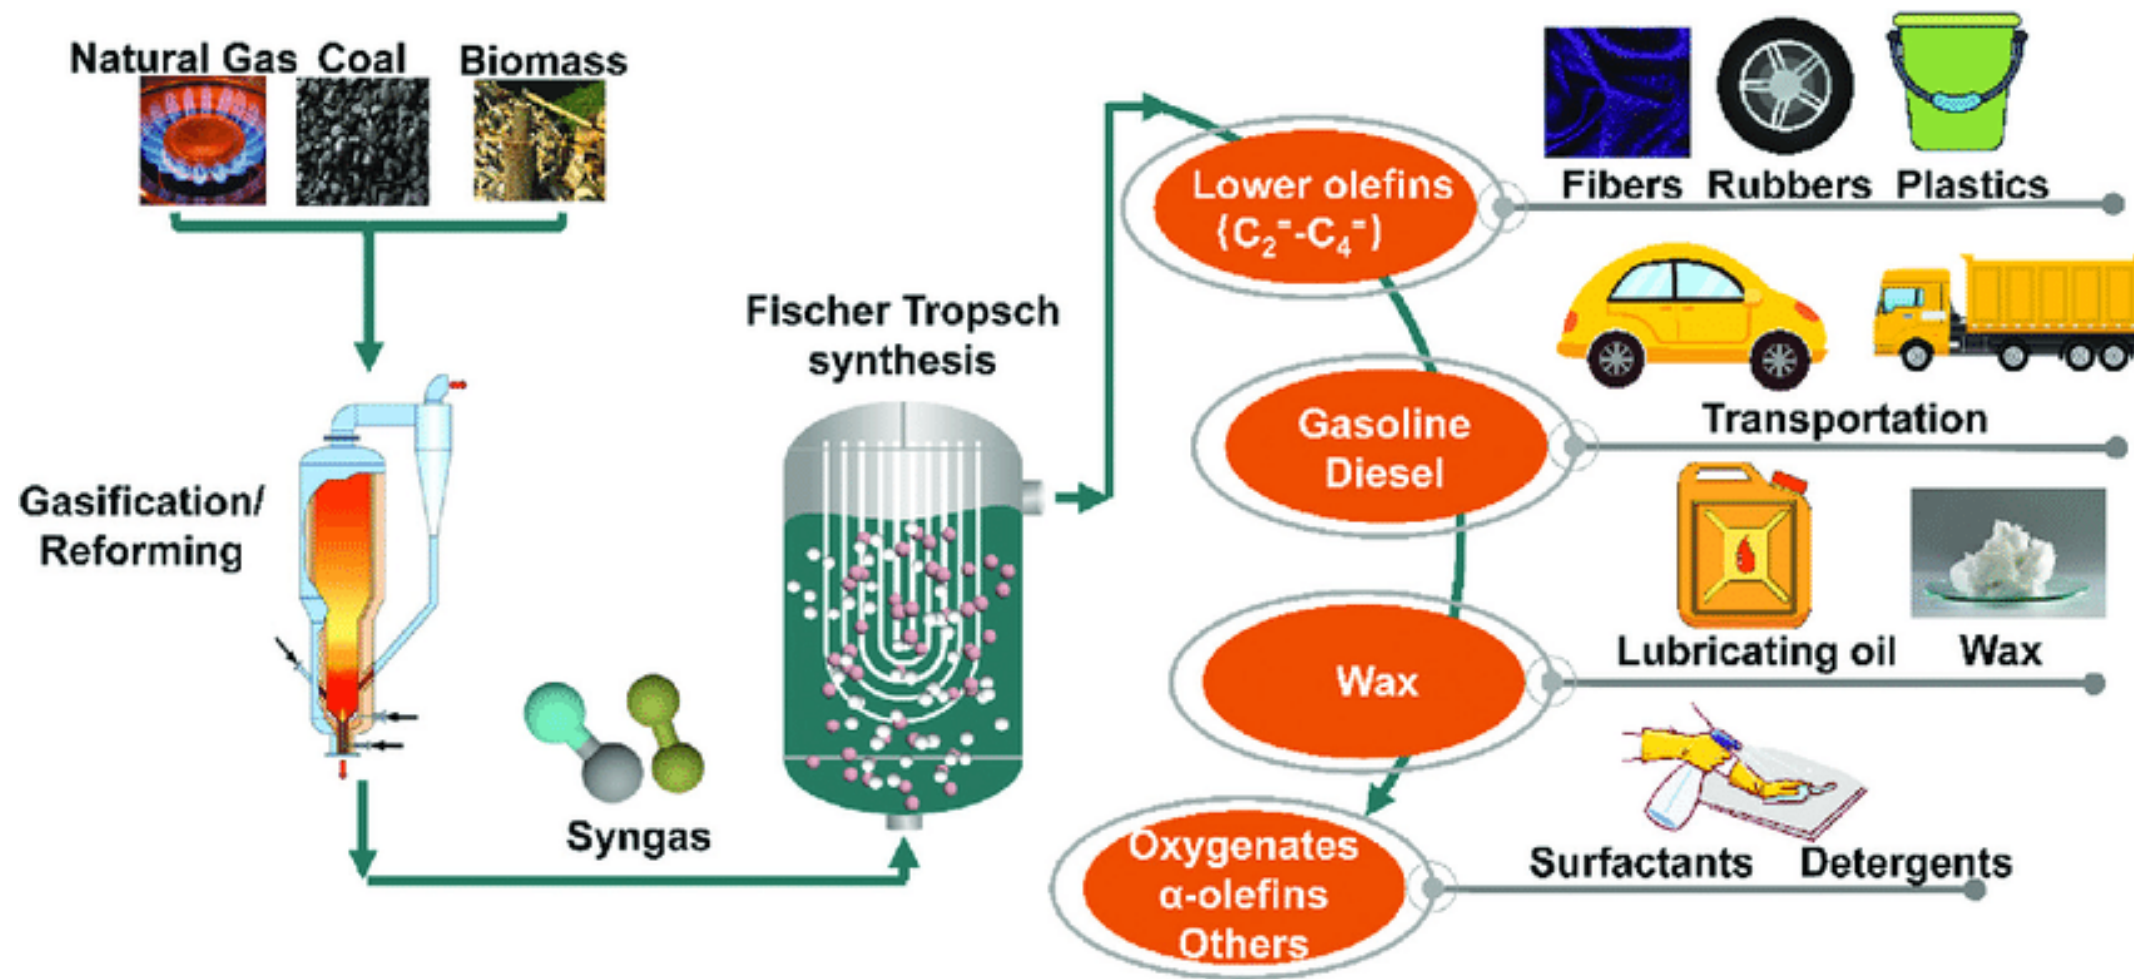 Natural Gas Coal Biomass
Gasification/
Reforming
Syngas
Fischer Tropsch
synthesis
Lower olefins
(C₂⁼-C₄⁼)
Fibers Rubbers Plastics
Gasoline
Diesel
Transportation
Wax
Lubricating oil Wax
Oxygenates
α-olefins
Others
Surfactants Detergents